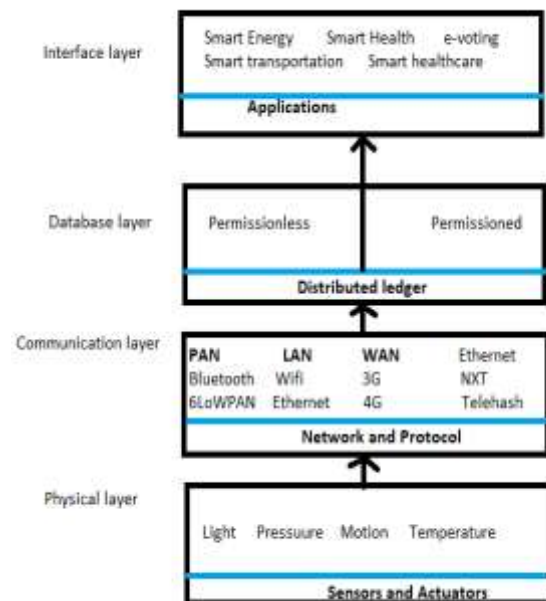 Interface layer
Smart Energy Smart Health e-voting
Smart transportation Smart healthcare
Applications
Database layer
Permissionless Permissioned
Distributed ledger
Communication layer
PAN LAN WAN Ethernet
Bluetooth Wifi 3G NXT
6LoWPAN Ethernet 4G Telehash
Network and Protocol
Physical layer
Light Pressuure Motion Temperature
Sensors and Actuators